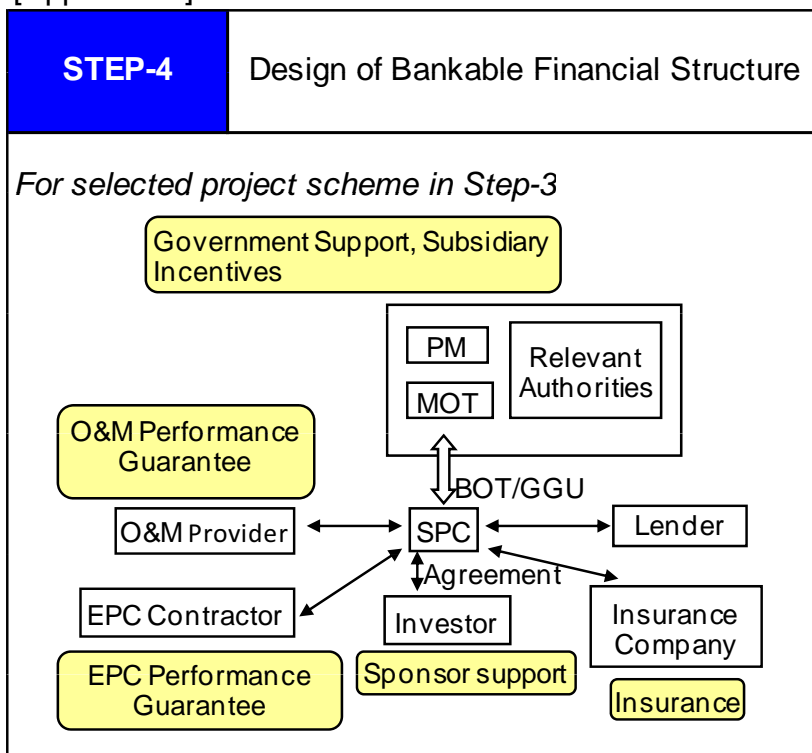 STEP-4
Design of Bankable Financial Structure
For selected project scheme in Step-3
Government Support, Subsidiary
Incentives
PM
MOT
Relevant
Authorities
O&M Performance
Guarantee
BOT/GGU
O&M Provider
SPC
Lender
Agreement
EPC Contractor
Investor
Insurance
Company
EPC Performance
Guarantee
Sponsor support
Insurance